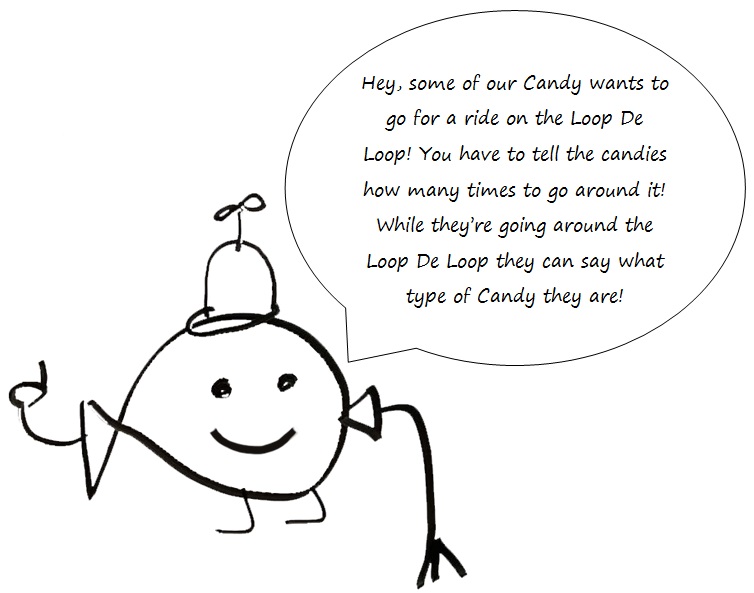 Hey, some of our Candy wants to
go for a ride on the Loop De
Loop! You have to tell the candies
how many times to go around it!
While they're going around the
Loop De Loop they can say what
type of Candy they are!